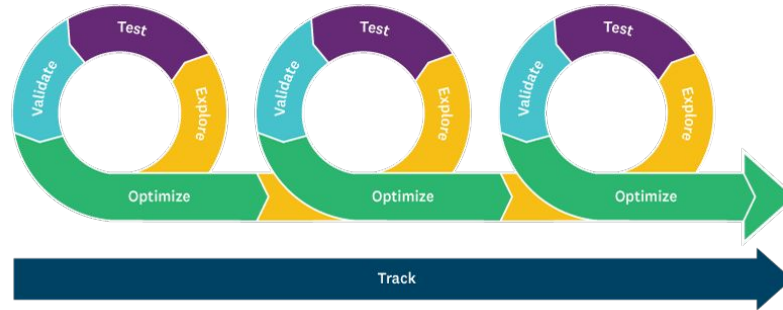 Test
Validate
Explore
Optimize
Test
Validate
Explore
Optimize
Test
Validate
Explore
Optimize
Track